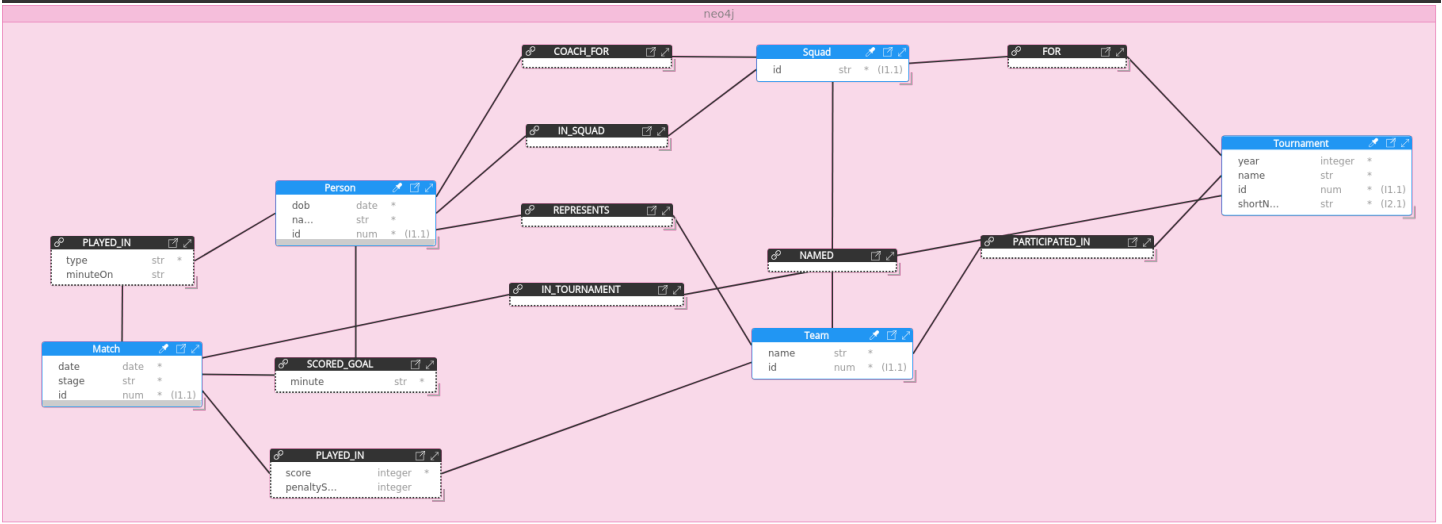 neo4j
COACH_FOR
Squad
id str * (I1.1)
FOR
IN_SQUAD
Tournament
year integer *
name str *
id num * (I1.1)
shortN... str * (I2.1)
Person
dob date *
na... str *
id num * (I1.1)
REPRESENTS
PLAYED_IN
type str *
minuteOn str
NAMED
PARTICIPATED_IN
IN_TOURNAMENT
Match
date date *
stage str *
id num * (I1.1)
SCORED_GOAL
minute str *
Team
name str *
id num * (I1.1)
PLAYED_IN
score integer *
penaltyS... integer